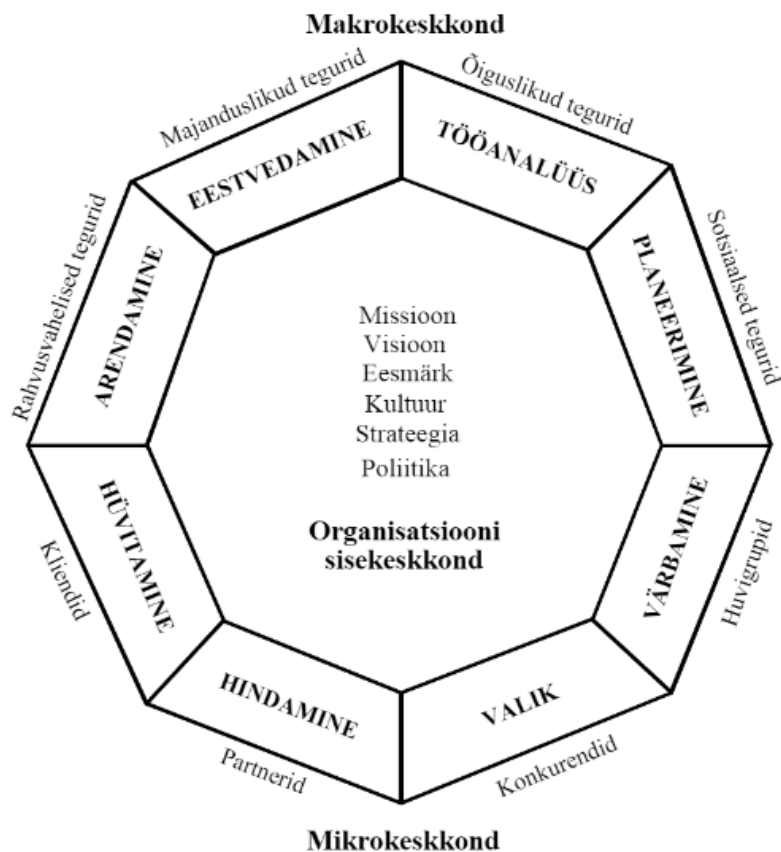 Makrokeskkond
Majanduslikud tegurid
Õiguslikud tegurid
EESTVEDAMINE
TÖÖANALÜÜS
Rahvusvahelised tegurid
ARENDAMINE
PLANEERIMINE
Sotsiaalsed tegurid
Missioon
Visioon
Eesmärk
Kultuur
Strateegia
Poliitika
Organisatsiooni
sisekeskkond
Kliendid
HÜVITAMINE
VÄRBAMINE
Huvigrupid
HINDAMINE
VALIK
Partnerid
Konkurendid
Mikrokeskkond